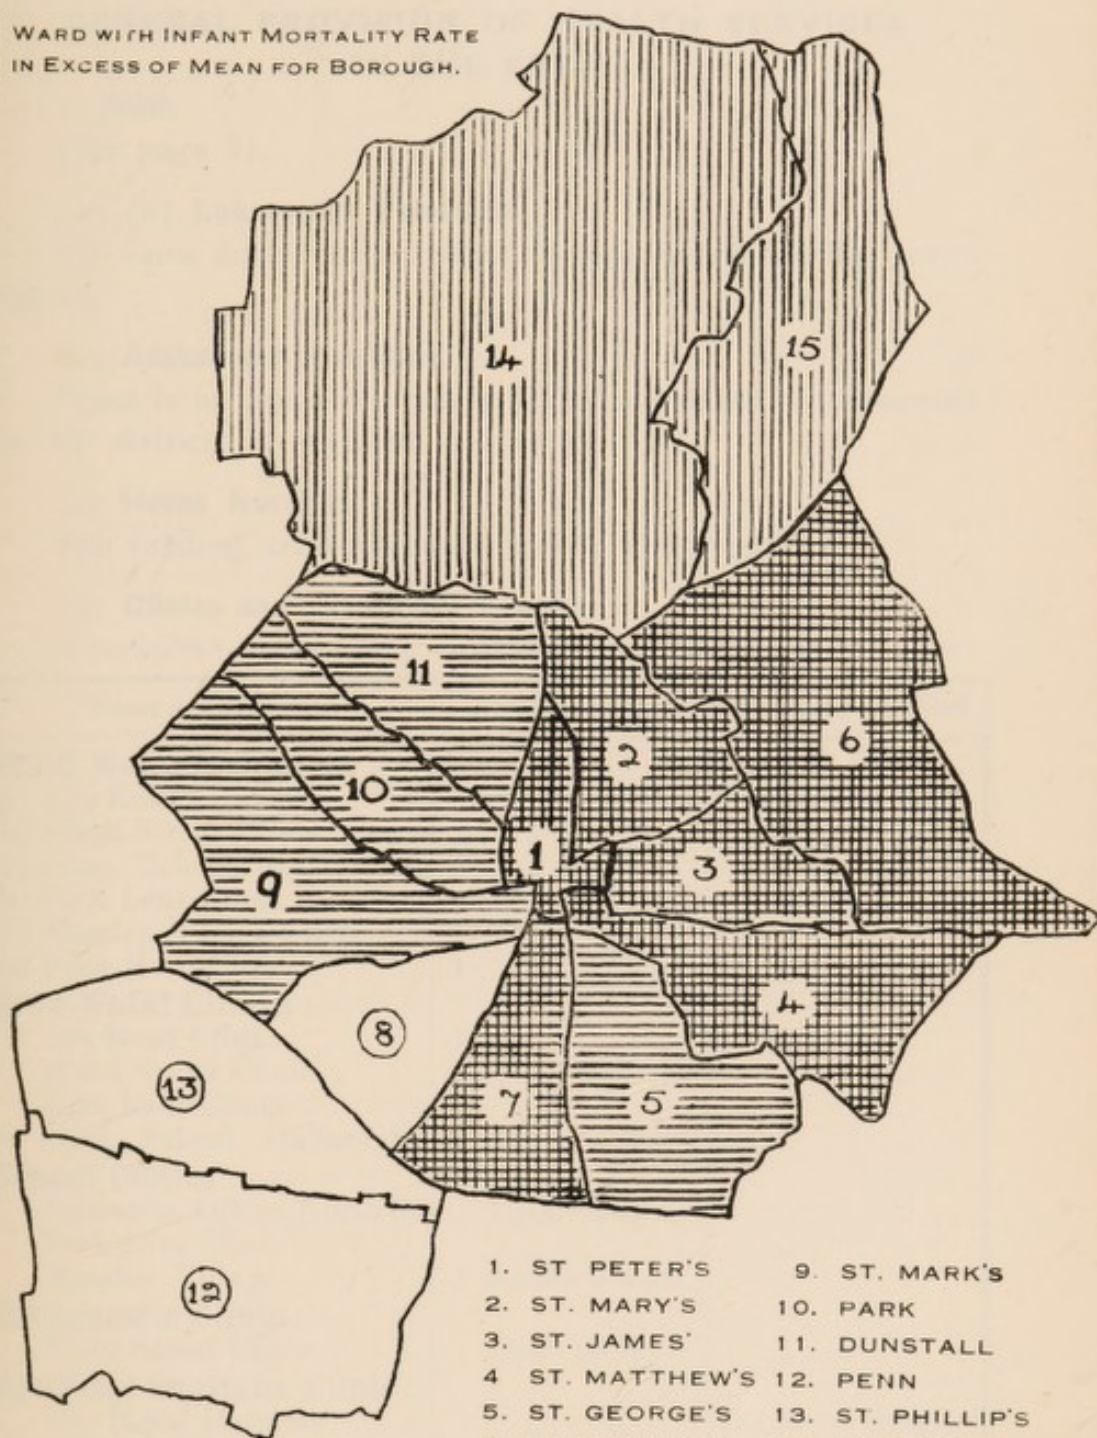 WARD WITH INFANT MORTALITY RATE
IN EXCESS OF MEAN FOR BOROUGH.
14
15
11
2
6
10
1
3
9
4
8
13
7
5
12
1. ST PETER'S
2. ST. MARY'S
3. ST. JAMES'
4 ST. MATTHEW'S
5. ST. GEORGE'S
9. ST. MARK'S
10. PARK
11. DUNSTALL
12. PENN
13. ST. PHILLIP'S